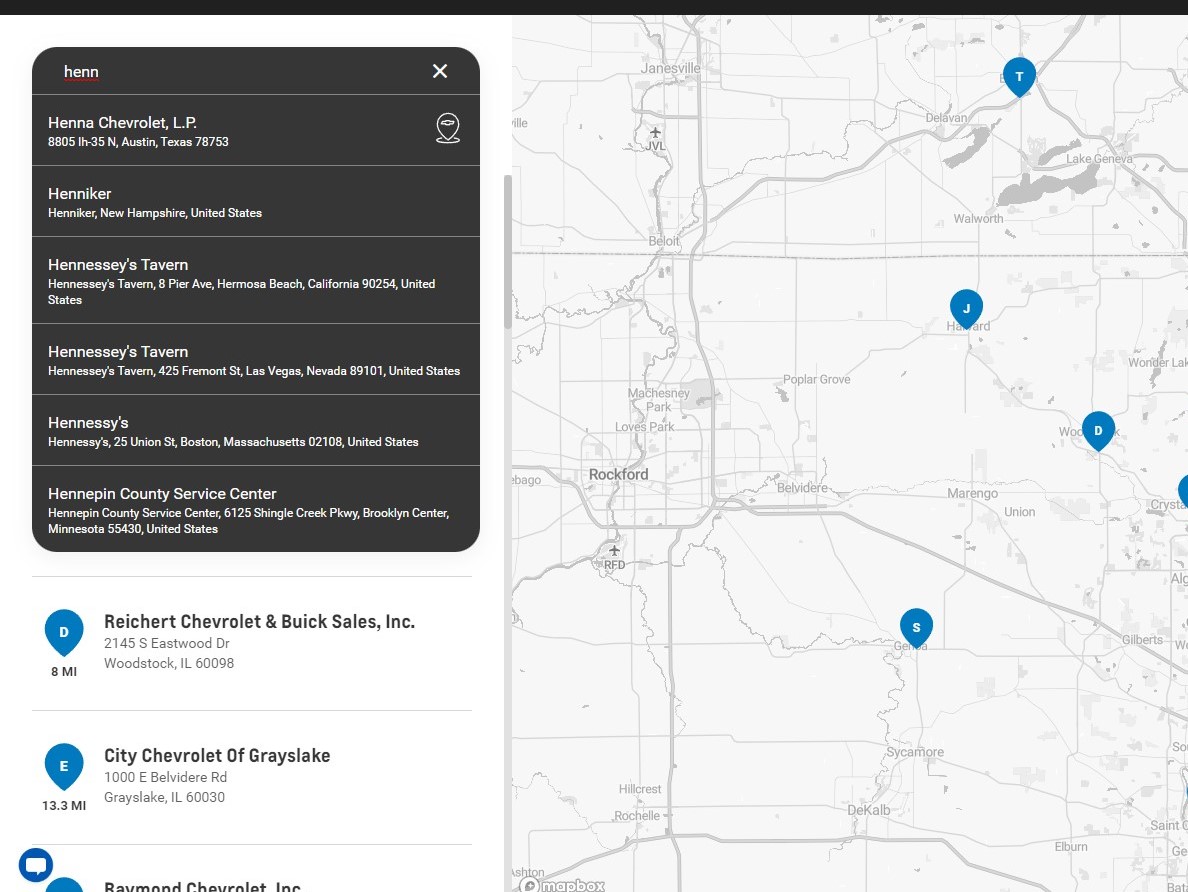 henn
Henna Chevrolet, L.P.
8805 Ih-35 N, Austin, Texas 78753
Henniker
Henniker, New Hampshire, United States
Hennessey's Tavern
Hennessey's Tavern, 8 Pier Ave, Hermosa Beach, California 90254, United
States
Hennessey's Tavern
Hennessey's Tavern, 425 Fremont St, Las Vegas, Nevada 89101, United States
Hennessy's
Hennessy's, 25 Union St, Boston, Massachusetts 02108, United States
Hennepin County Service Center
Hennepin County Service Center, 6125 Shingle Creek Pkwy, Brooklyn Center,
Minnesota 55430, United States
D
8 MI
Reichert Chevrolet & Buick Sales, Inc.
2145 S Eastwood Dr
Woodstock, IL 60098
E
13.3 MI
City Chevrolet Of Grayslake
1000 E Belvidere Rd
Grayslake, IL 60030
Raymond Chevrolet, Inc.
Janesville
T
ville
JVL
Delavan
Lake Geneva
Walworth
Beloit
J
Harvard
Wonder Lak
Poplar Grove
Machesney
Park
Loves Park
D
Rockford
ebago
Belvidere
Marengo
Union
Crysta
RFD
Alg
S
Genoa
Gilberts
We
Sycamore
Sou
Hillcrest
Rochelle
DeKalb
Saint C
Elburn
Ge
Ashton
Bat
mapbox